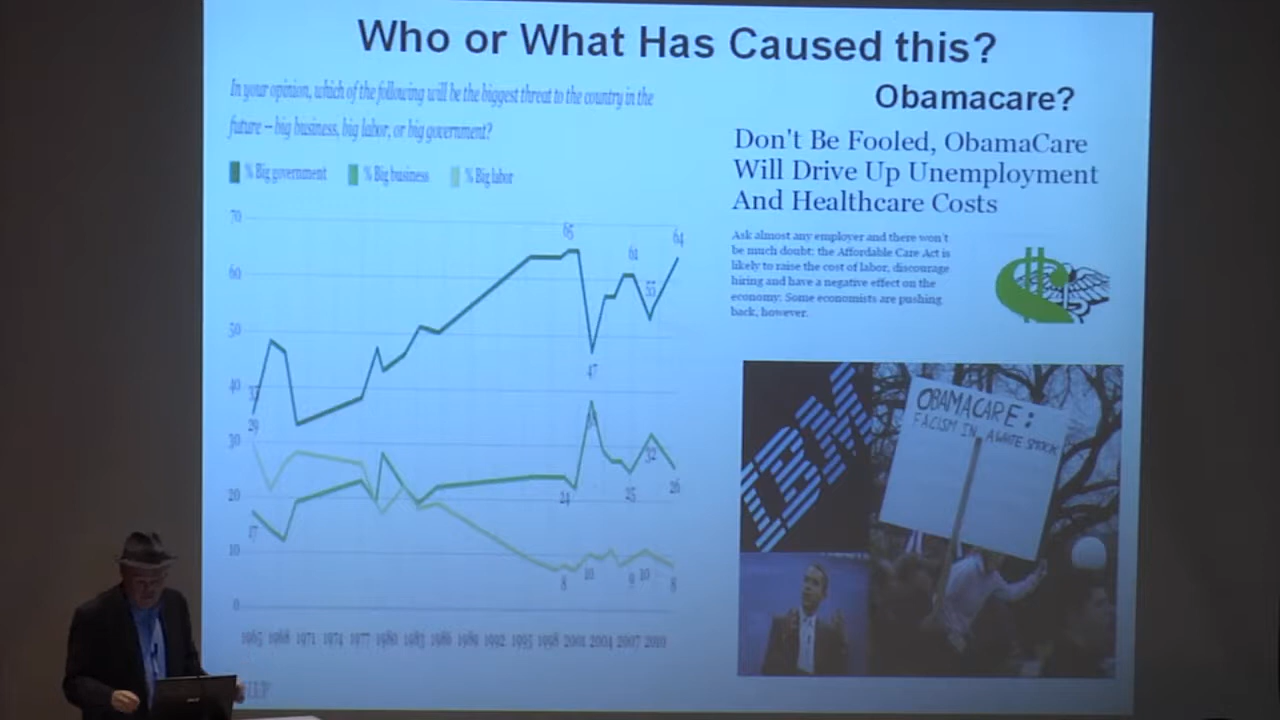 Who or What Has Caused this?
In your opinion, which of the following will be the biggest threat to the country in the
future – big business, big labor, or big government?
% Big government % Big business % Big labor
70
65
61
64
60
55
50
47
40
37
29
30
32
24
25
26
20
17
10
8
10
9
10
8
0
1965 1968 1971 1974 1977 1980 1983 1986 1989 1992 1995 1998 2001 2004 2007 2010
Obamacare?
Don't Be Fooled, ObamaCare
Will Drive Up Unemployment
And Healthcare Costs
Ask almost any employer and there won't
be much doubt: the Affordable Care Act is
likely to raise the cost of labor, discourage
hiring and have a negative effect on the
economy. Some economists are pushing
back, however.
IBM
OBAMACARE:
FACISM IN A WHITE SMOCK